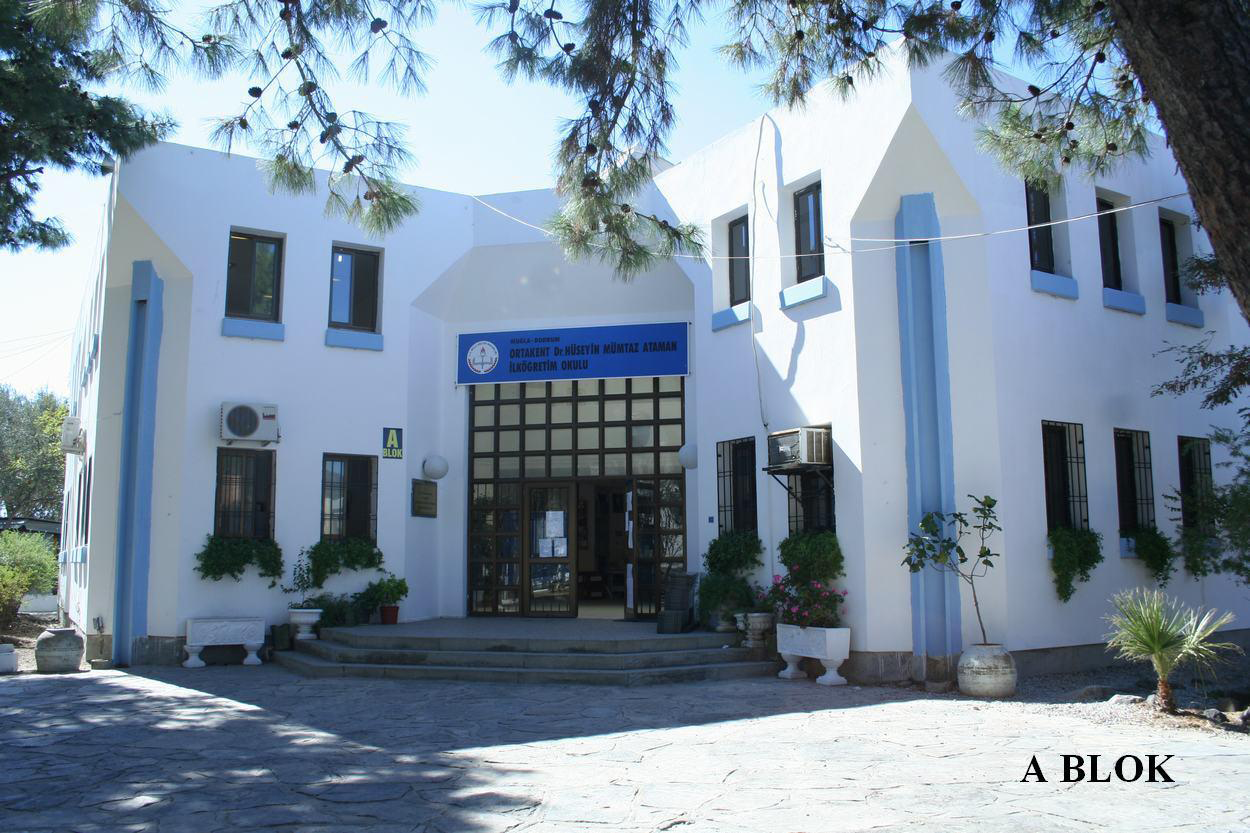 MUĞLA - BODRUM
ORTAKENT Dr. HÜSEYİN MÜMTAZ ATAMAN
İLKÖĞRETİM OKULU
A
BLOK
A BLOK